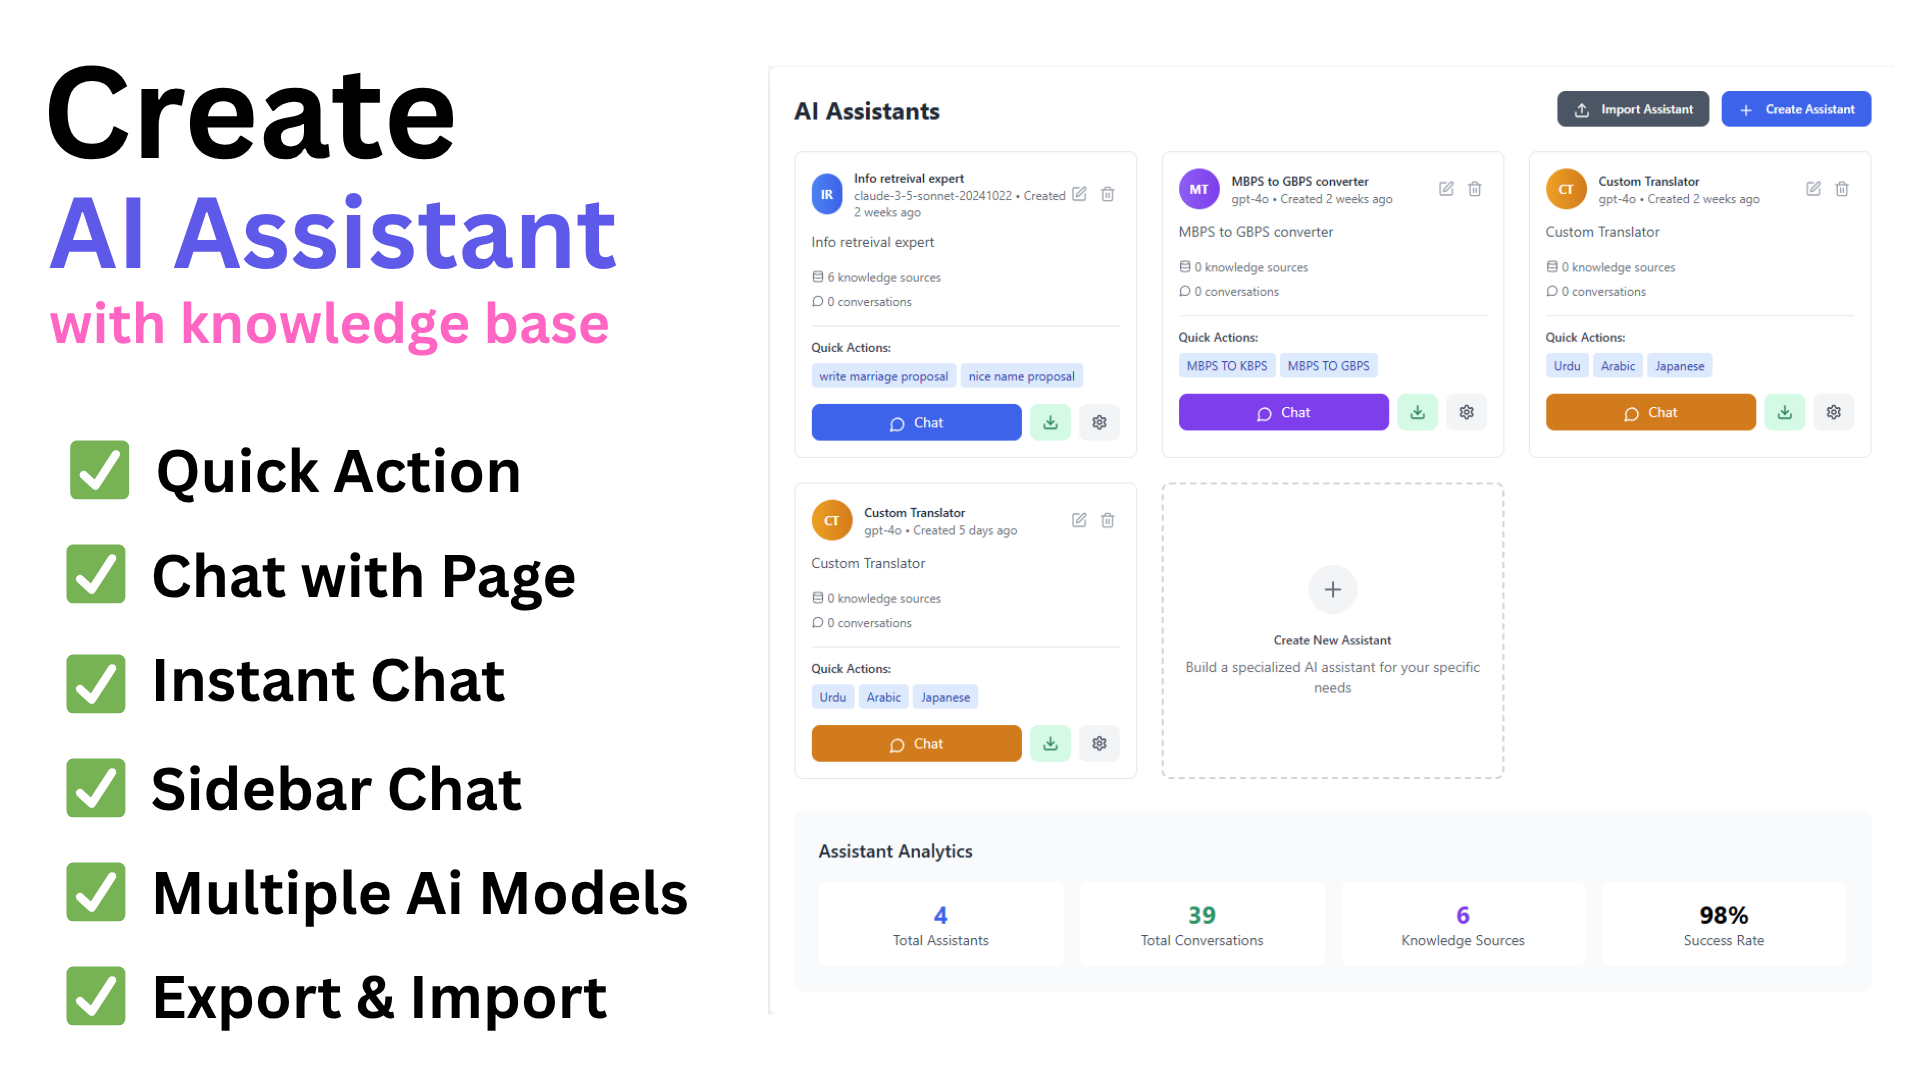 Create
AI Assistant
with knowledge base
Quick Action
Chat with Page
Instant Chat
Sidebar Chat
Multiple Ai Models
Export & Import
AI Assistants
Import Assistant
Create Assistant
IR
Info retreival expert
claude-3-5-sonnet-20241022 • Created
2 weeks ago
Info retreival expert
6 knowledge sources
0 conversations
Quick Actions:
write marriage proposal
nice name proposal
Chat
MT
MBPS to GBPS converter
gpt-4o • Created 2 weeks ago
MBPS to GBPS converter
0 knowledge sources
0 conversations
Quick Actions:
MBPS TO KBPS
MBPS TO GBPS
Chat
CT
Custom Translator
gpt-4o • Created 2 weeks ago
Custom Translator
0 knowledge sources
0 conversations
Quick Actions:
Urdu
Arabic
Japanese
Chat
CT
Custom Translator
gpt-4o • Created 5 days ago
Custom Translator
0 knowledge sources
0 conversations
Quick Actions:
Urdu
Arabic
Japanese
Chat
Create New Assistant
Build a specialized AI assistant for your specific
needs
Assistant Analytics
4
Total Assistants
39
Total Conversations
6
Knowledge Sources
98%
Success Rate